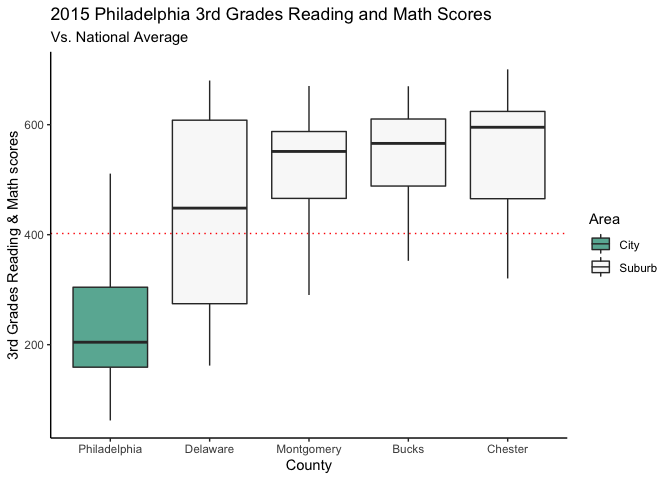 2015 Philadelphia 3rd Grades Reading and Math Scores
Vs. National Average
3rd Grades Reading & Math scores
600
400
200
Philadelphia
Delaware
Montgomery
Bucks
Chester
County
Area
City
Suburb